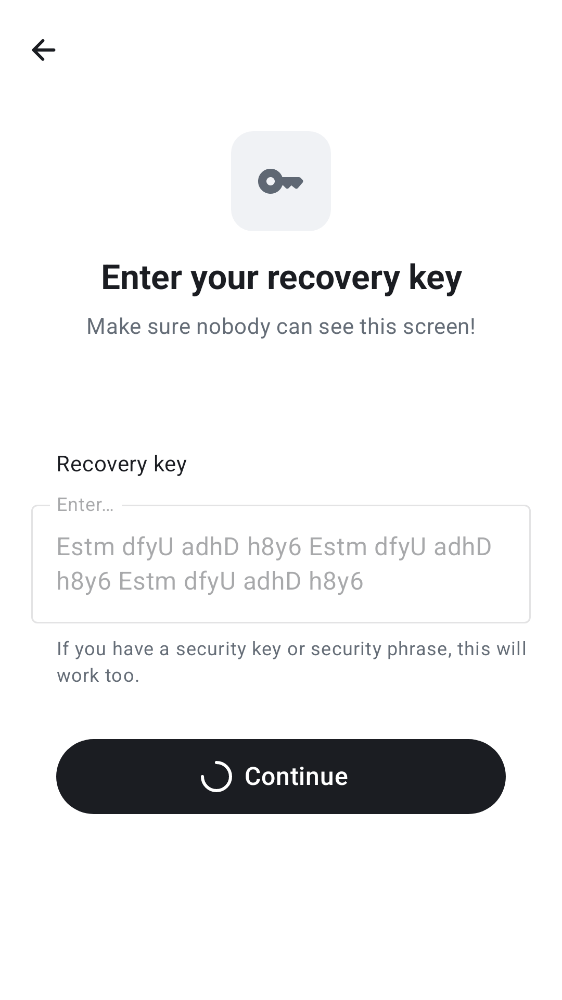 Enter your recovery key
Make sure nobody can see this screen!
Recovery key
Enter...
Estm dfyU adhD h8y6 Estm dfyU adhD
h8y6 Estm dfyU adhD h8y6
If you have a security key or security phrase, this will
work too.
Continue